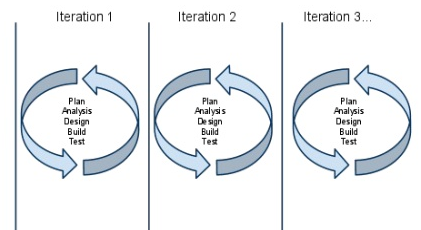 Iteration 1
Iteration 2
Iteration 3...
Plan
Analysis
Design
Build
Test
Plan
Analysis
Design
Build
Test
Plan
Analysis
Design
Build
Test